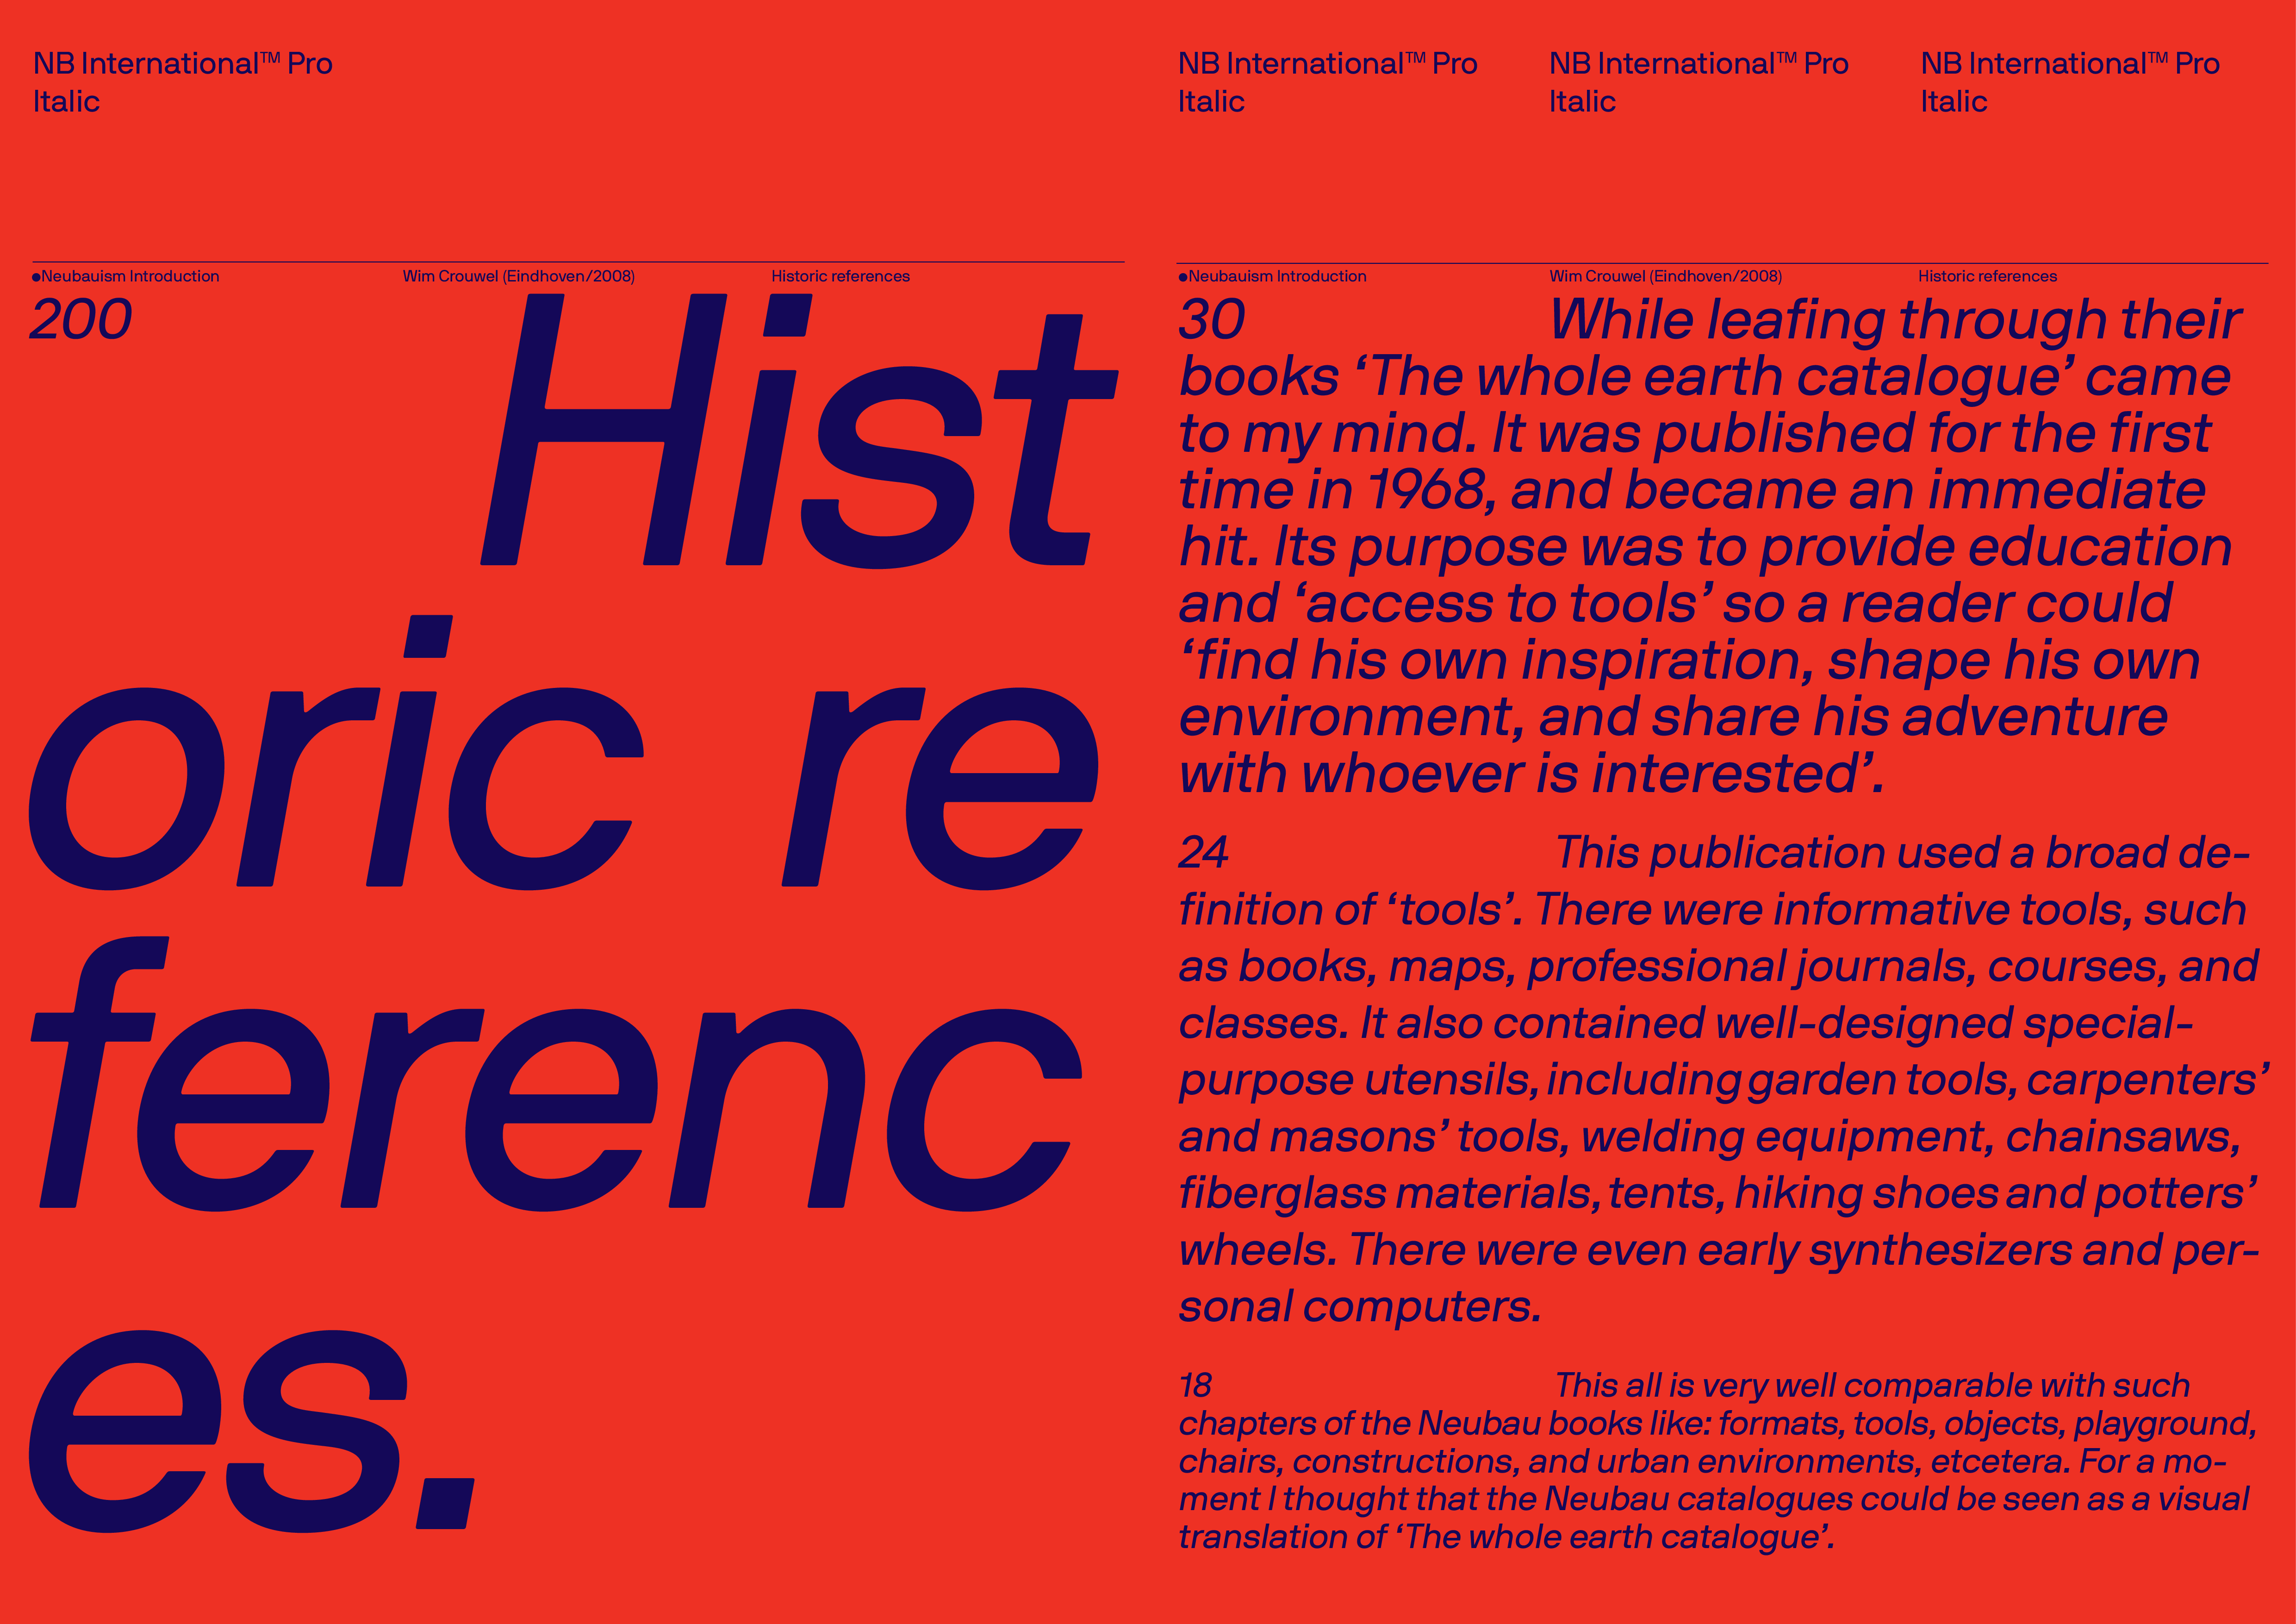 NB International™ Pro
Italic
●Neubauism Introduction
Wim Crouwel (Eindhoven/2008)
Historic references
200
Hist
oric re
ferenc
es.
NB International™ Pro
Italic
NB International™ Pro
Italic
NB International™ Pro
Italic
●Neubauism Introduction
Wim Crouwel (Eindhoven/2008)
Historic references
30 While leafing through their
books ‘The whole earth catalogue’ came
to my mind. It was published for the first
time in 1968, and became an immediate
hit. Its purpose was to provide education
and ‘access to tools’ so a reader could
‘find his own inspiration, shape his own
environment, and share his adventure
with whoever is interested’.
24 This publication used a broad de-
finition of ‘tools’. There were informative tools, such
as books, maps, professional journals, courses, and
classes. It also contained well-designed special-
purpose utensils, including garden tools, carpenters’
and masons’ tools, welding equipment, chainsaws,
fiberglass materials, tents, hiking shoes and potters’
wheels. There were even early synthesizers and per-
sonal computers.
18 This all is very well comparable with such
chapters of the Neubau books like: formats, tools, objects, playground,
chairs, constructions, and urban environments, etcetera. For a mo-
ment I thought that the Neubau catalogues could be seen as a visual
translation of ‘The whole earth catalogue’.